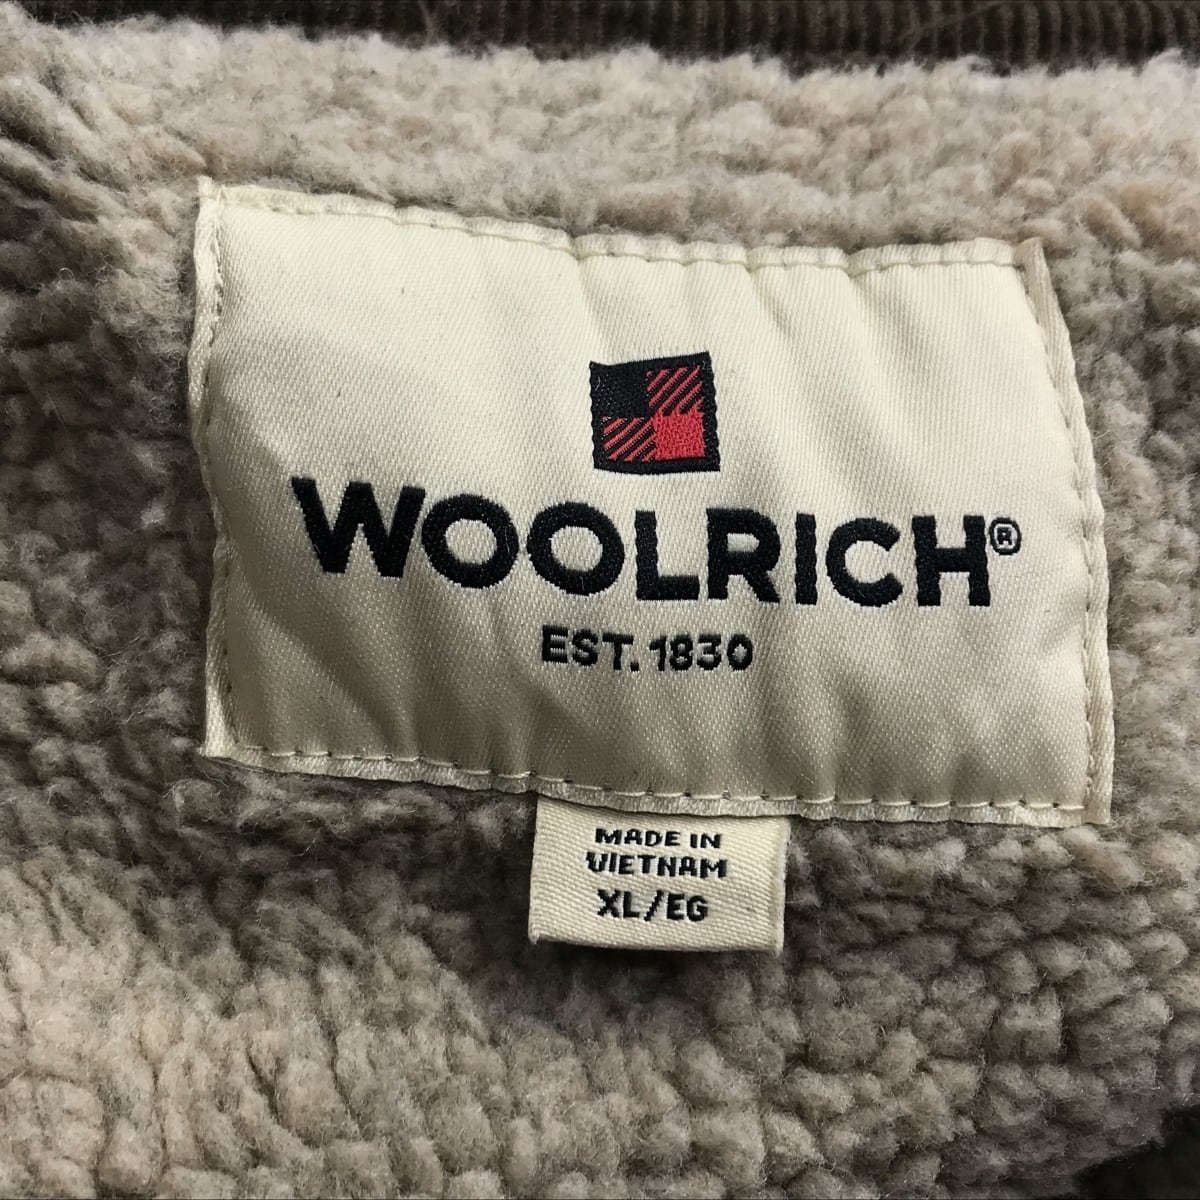 WOOLRICH®
EST. 1830
MADE IN
VIETNAM
XL/EG